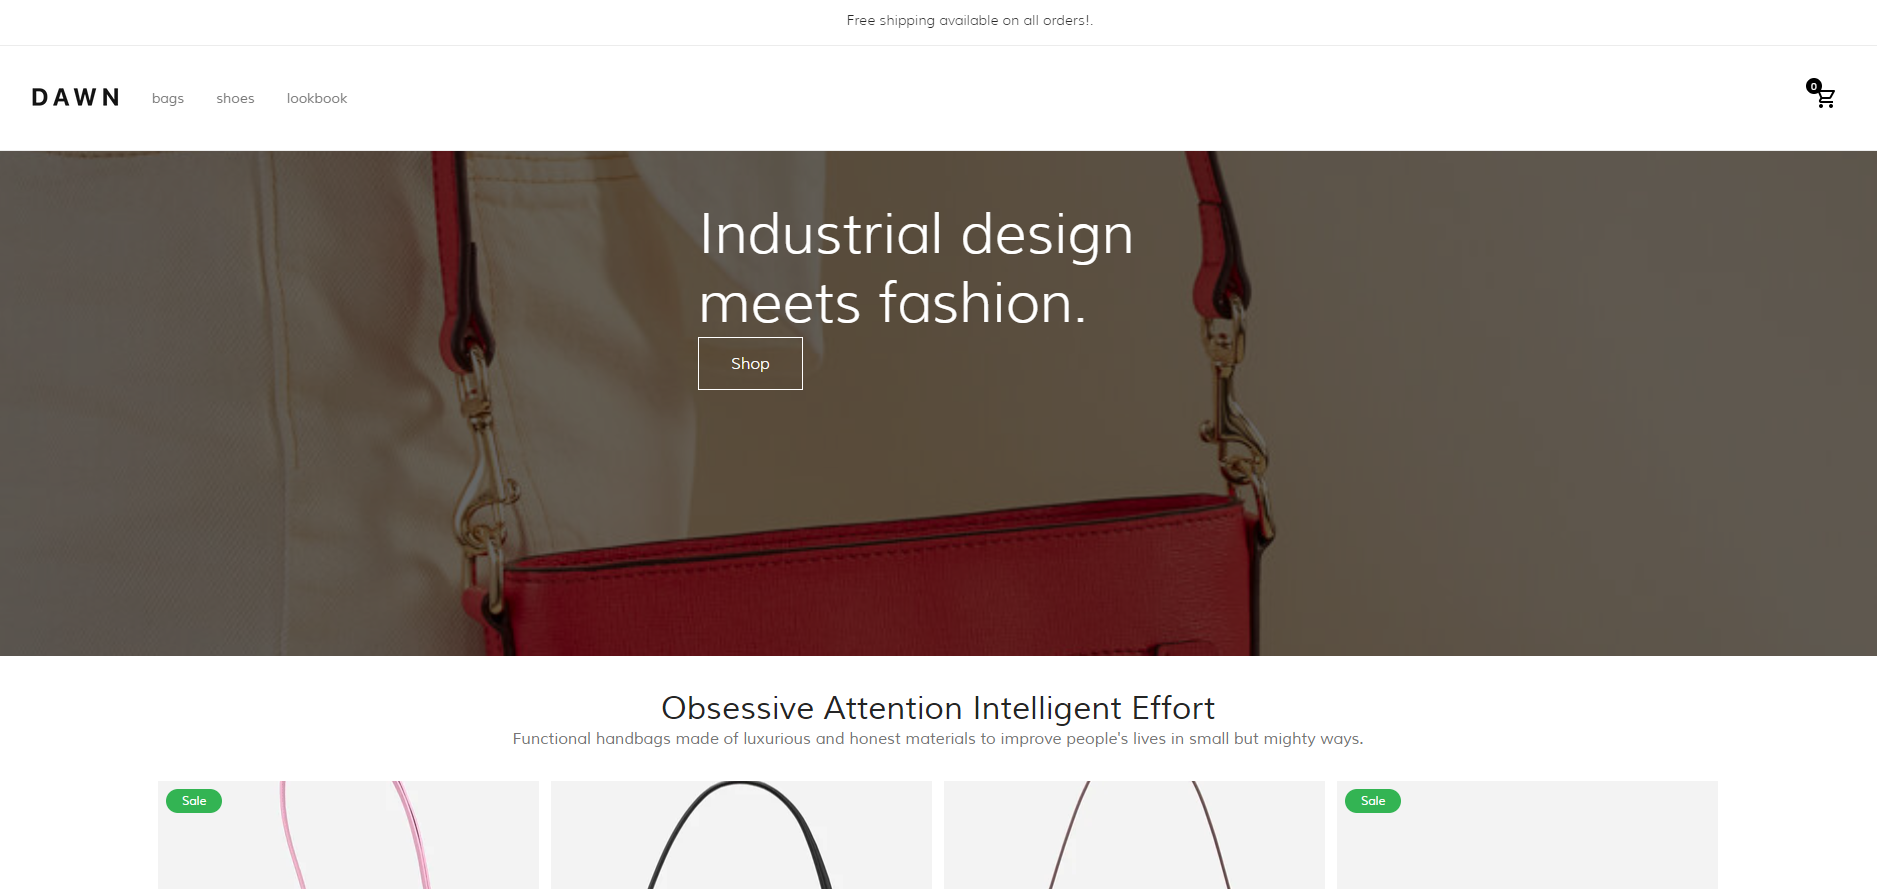 Free shipping available on all orders!.
DAWN bags shoes lookbook
0
Industrial design
meets fashion.
Shop
Obsessive Attention Intelligent Effort
Functional handbags made of luxurious and honest materials to improve people's lives in small but mighty ways.
Sale
Sale